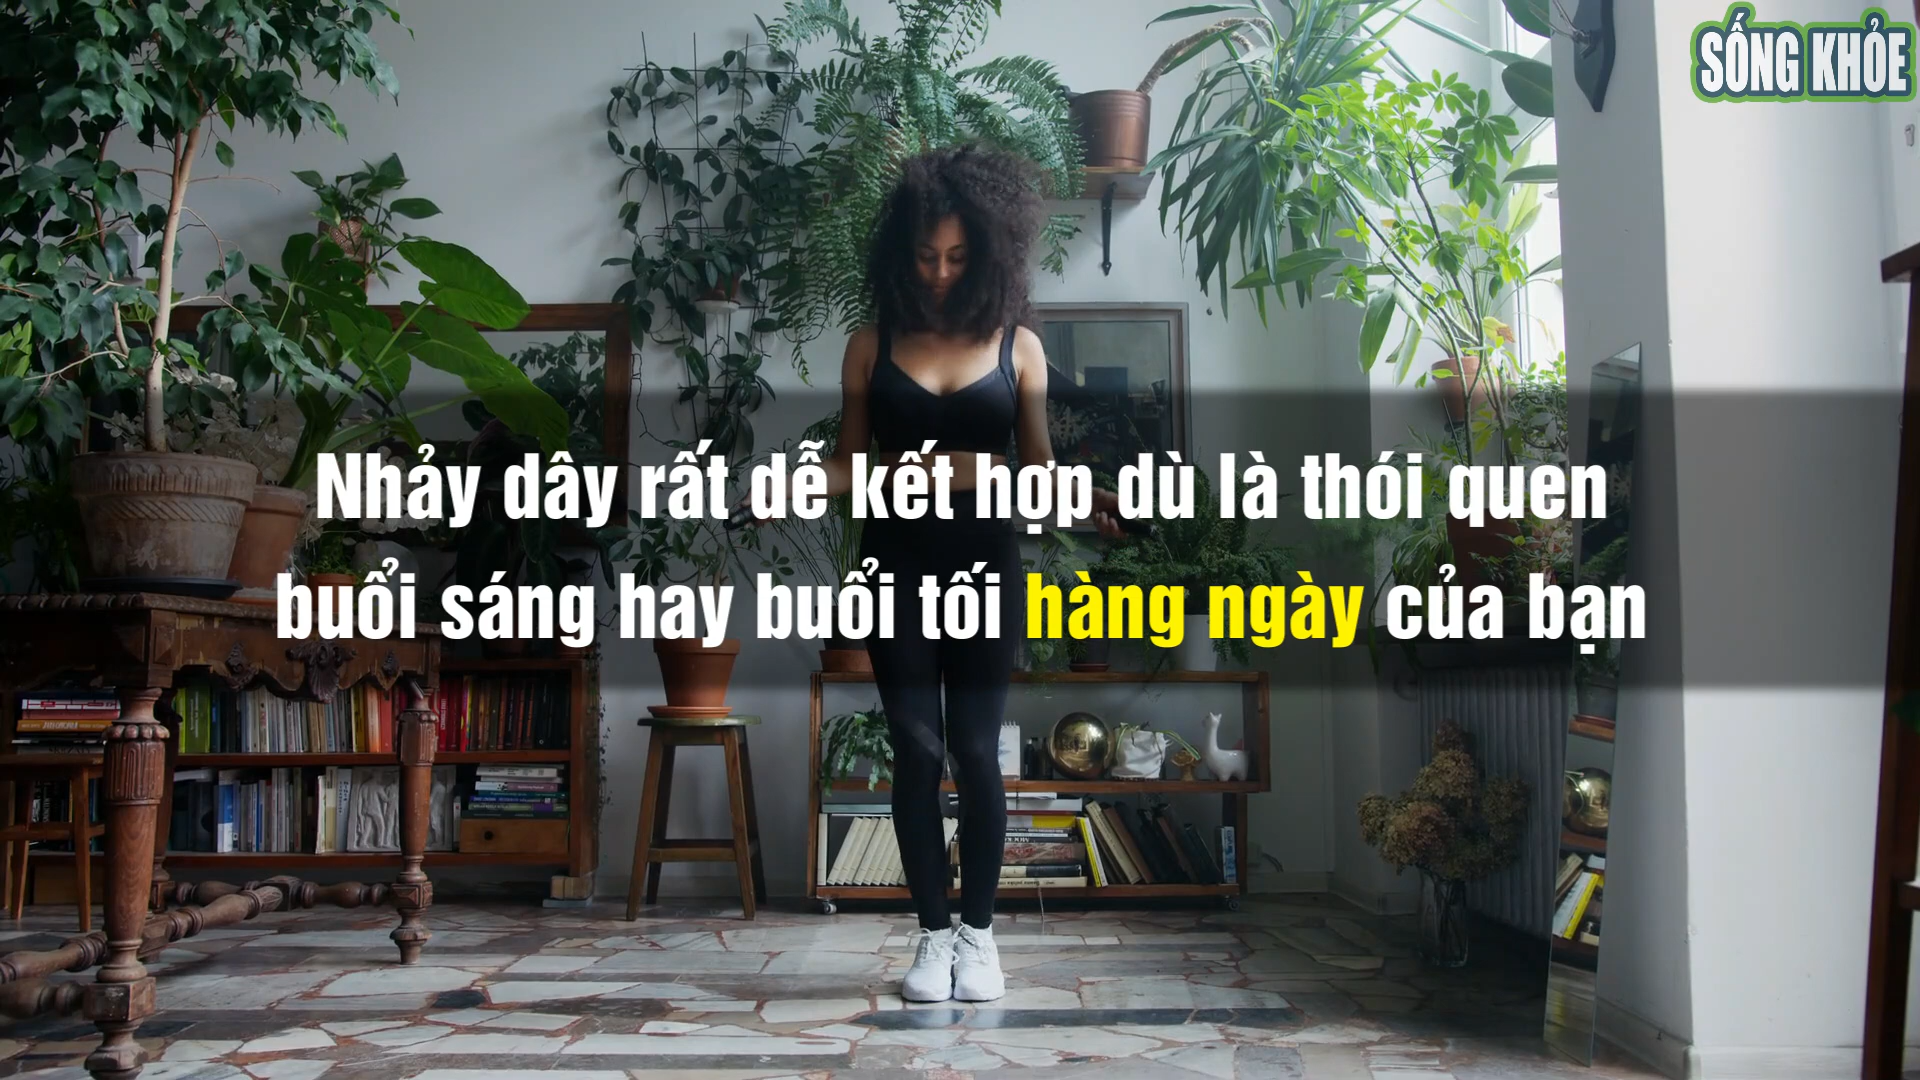 SỐNG KHỎE
Nhảy dây rất dễ kết hợp dù là thói quen
buổi sáng hay buổi tối hàng ngày của bạn